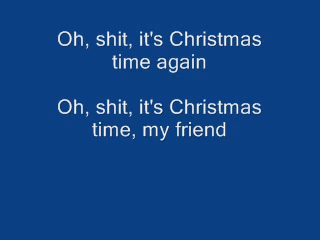 Oh, shit, it's Christmas
time again
Oh, shit, it's Christmas
time, my friend